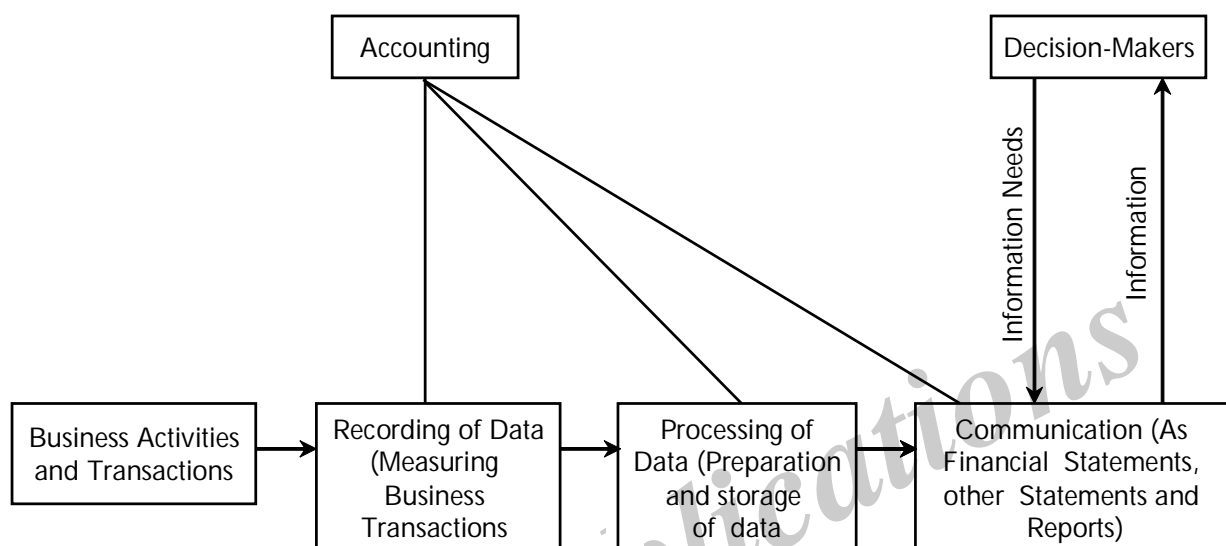 Accounting
Decision-Makers
Information Needs
Information
Business Activities
and Transactions
Recording of Data
(Measuring
Business
Transactions
Processing of
Data (Preparation
and storage
of data
Communication (As
Financial Statements,
other Statements and
Reports)